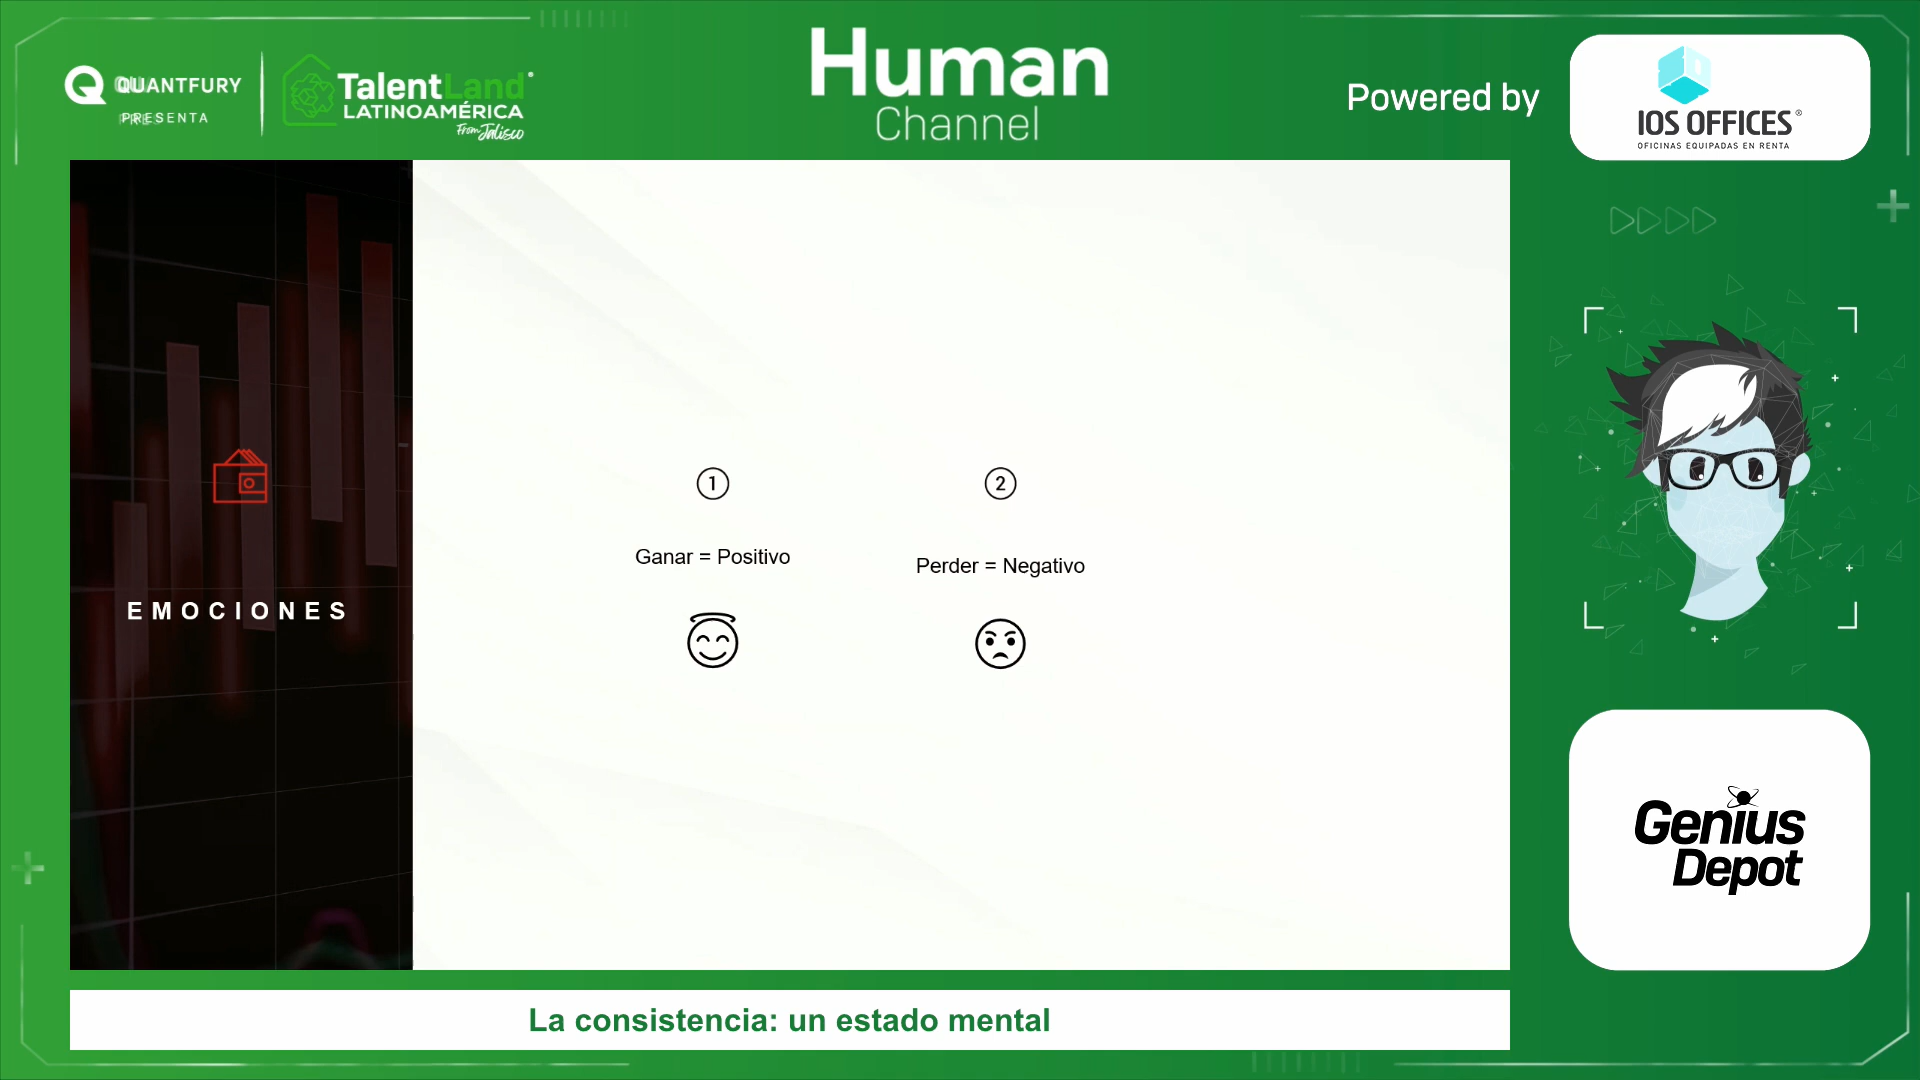 QUANTFURY
PRESENTA
TalentLand
LATINOAMÉRICA
From Jalisco
Human
Channel
Powered by
IOS OFFICES®
OFICINAS EQUIPADAS EN RENTA
1
2
Ganar = Positivo
Perder = Negativo
EMOCIONES
Genius
Depot
La consistencia: un estado mental